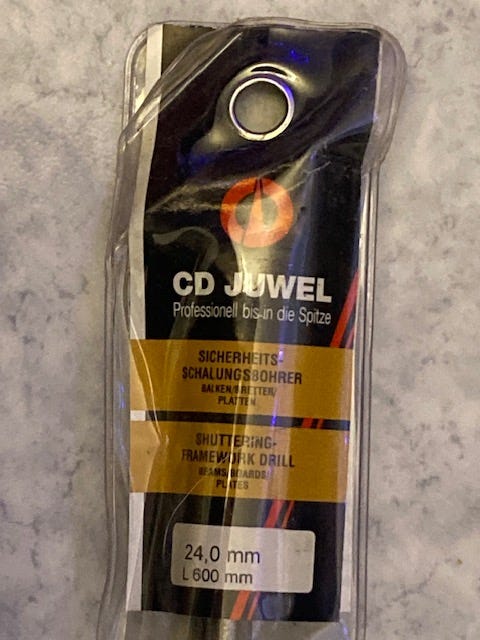 CD JUWEL
Professionell bis in die Spitze
SICHERHEITS-
SCHALUNGSBOHRER
BALKEN/BRETTER/
PLATTEN
SHUTTERING-
FRAMEWORK DRILL
BEAMS/BOARDS/
PLATES
24,0 mm
L 600 mm